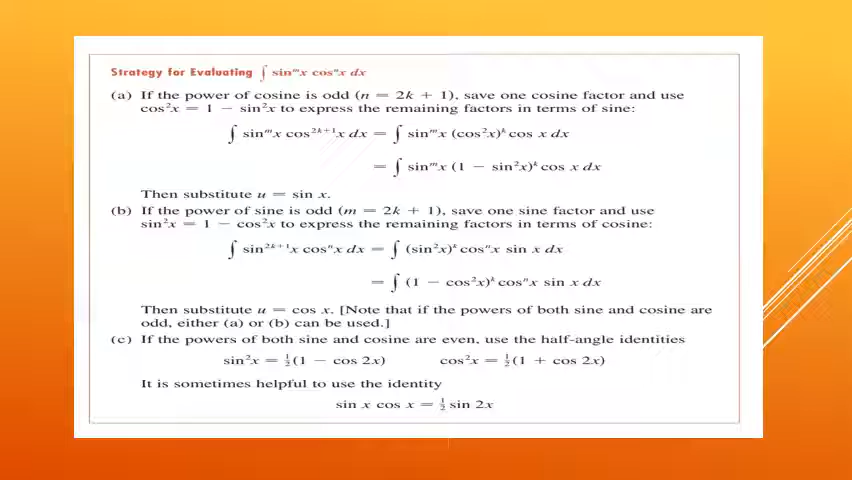 Strategy for Evaluating ∫ sinᵐx cosⁿx dx
(a) If the power of cosine is odd (n = 2k + 1), save one cosine factor and use
cos²x = 1 − sin²x to express the remaining factors in terms of sine:
∫ sinᵐx cos²ᵏ⁺¹x dx = ∫ sinᵐx (cos²x)ᵏ cos x dx
= ∫ sinᵐx (1 − sin²x)ᵏ cos x dx
Then substitute u = sin x.
(b) If the power of sine is odd (m = 2k + 1), save one sine factor and use
sin²x = 1 − cos²x to express the remaining factors in terms of cosine:
∫ sin²ᵏ⁺¹x cosⁿx dx = ∫ (sin²x)ᵏ cosⁿx sin x dx
= ∫ (1 − cos²x)ᵏ cosⁿx sin x dx
Then substitute u = cos x. [Note that if the powers of both sine and cosine are
odd, either (a) or (b) can be used.]
(c) If the powers of both sine and cosine are even, use the half-angle identities
sin²x = ½(1 − cos 2x) cos²x = ½(1 + cos 2x)
It is sometimes helpful to use the identity
sin x cos x = ½ sin 2x